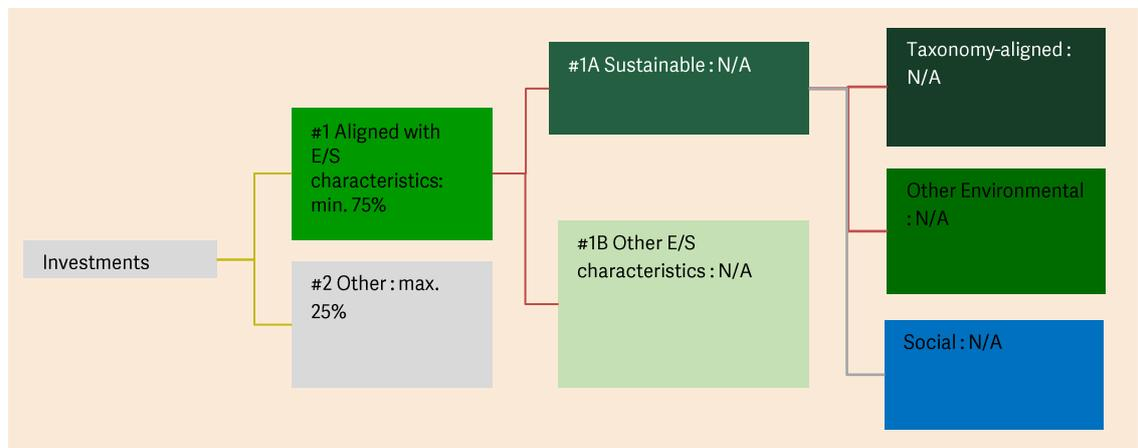 Investments
#1 Aligned with
E/S
characteristics:
min. 75%
#2 Other : max.
25%
#1A Sustainable : N/A
#1B Other E/S
characteristics : N/A
Taxonomy-aligned :
N/A
Other Environmental
: N/A
Social : N/A